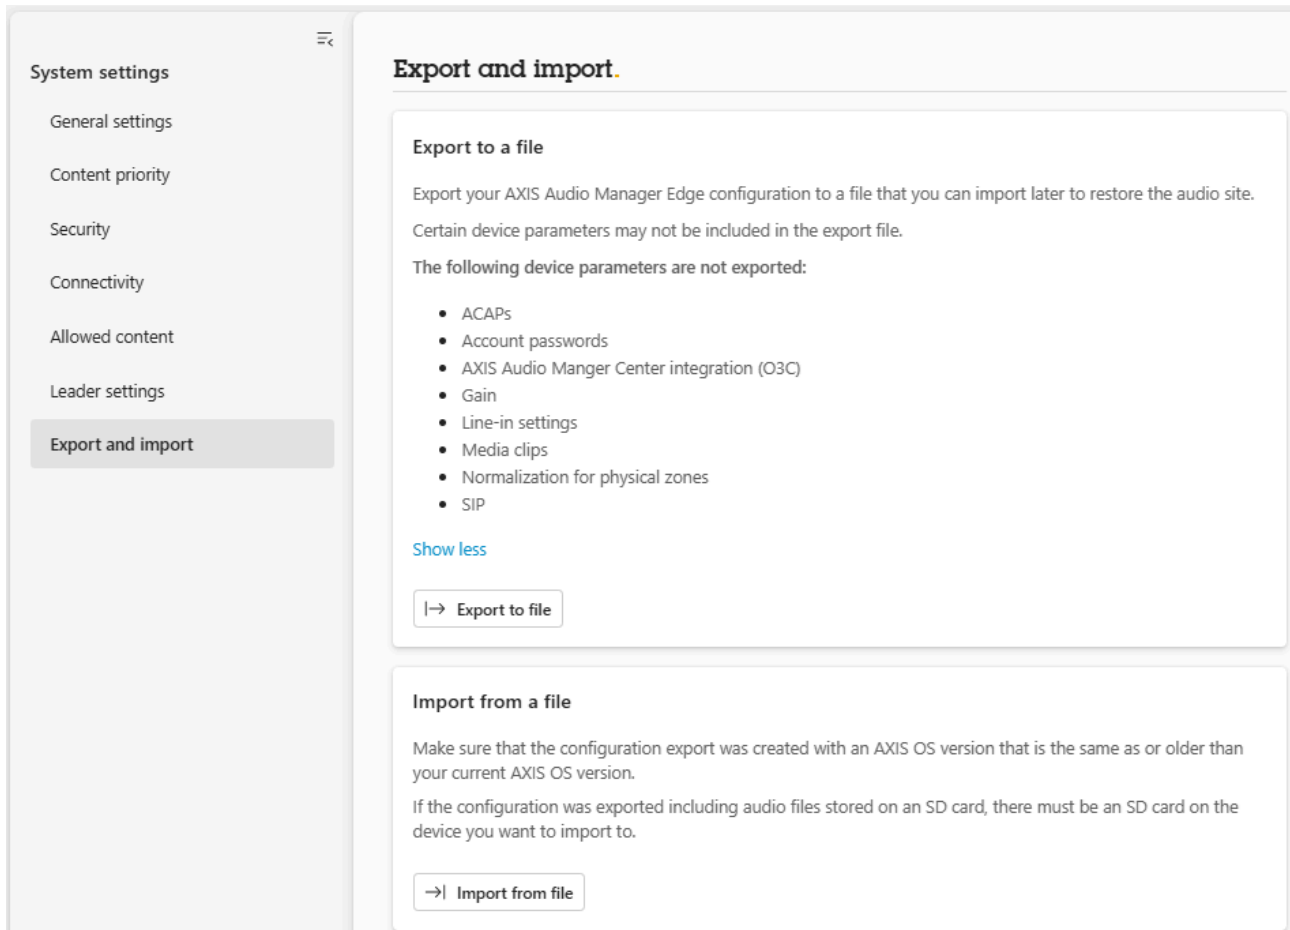 System settings
General settings
Content priority
Security
Connectivity
Allowed content
Leader settings
Export and import
Export and import.
Export to a file
Export your AXIS Audio Manager Edge configuration to a file that you can import later to restore the audio site.
Certain device parameters may not be included in the export file.
The following device parameters are not exported:
• ACAPs
• Account passwords
• AXIS Audio Manger Center integration (O3C)
• Gain
• Line-in settings
• Media clips
• Normalization for physical zones
• SIP
Show less
Export to file
Import from a file
Make sure that the configuration export was created with an AXIS OS version that is the same as or older than
your current AXIS OS version.
If the configuration was exported including audio files stored on an SD card, there must be an SD card on the
device you want to import to.
Import from file